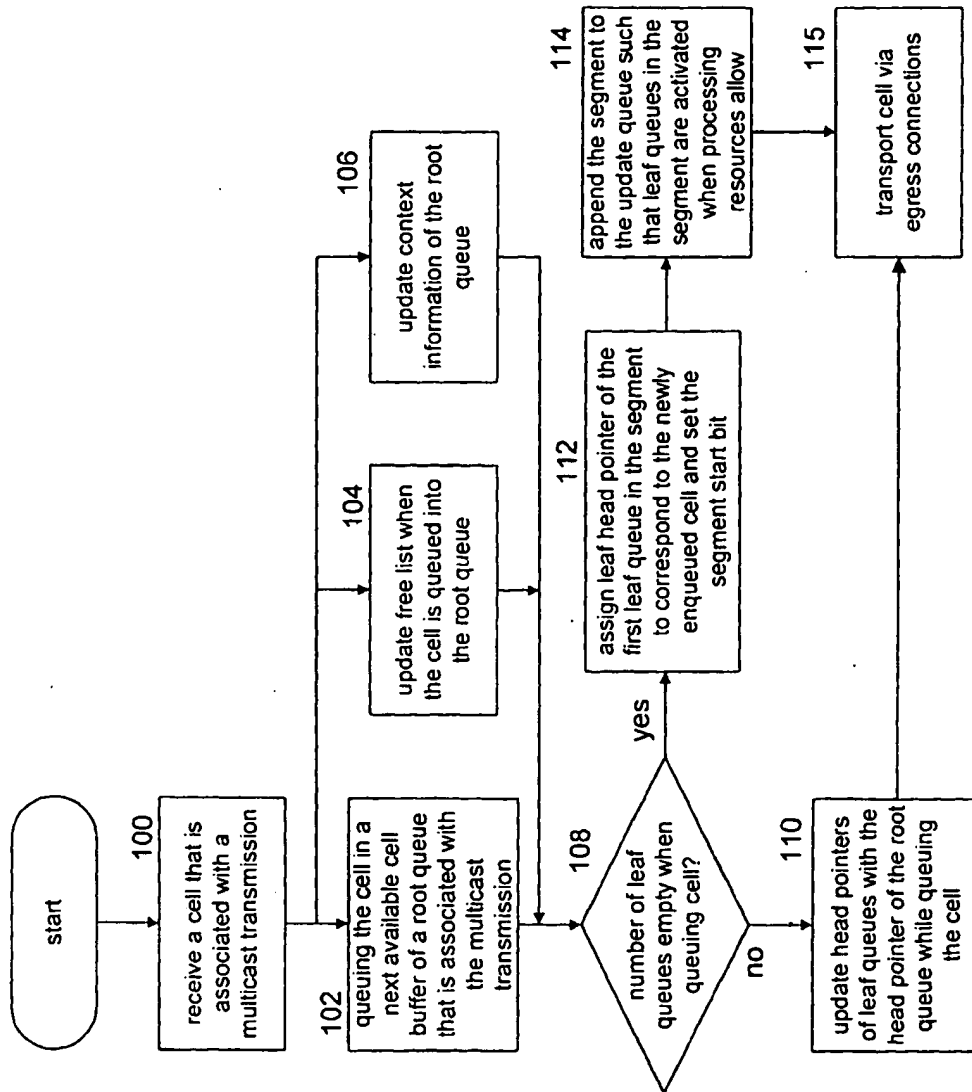 start
100
receive a cell that is
associated with a
multicast transmission
102
queuing the cell in a
next available cell
buffer of a root queue
that is associated with
the multicast
transmission
104
update free list when
the cell is queued into
the root queue
106
update context
information of the root
queue
108
number of leaf
queues empty when
queuing cell?
yes
no
110
update head pointers
of leaf queues with the
head pointer of the root
queue while queuing
the cell
112
assign leaf head pointer of the
first leaf queue in the segment
to correspond to the newly
enqueued cell and set the
segment start bit
114
append the segment to
the update queue such
that leaf queues in the
segment are activated
when processing
resources allow
115
transport cell via
egress connections